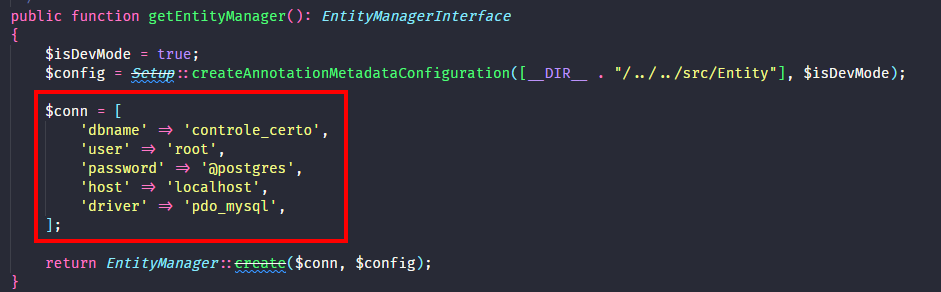 public function getEntityManager(): EntityManagerInterface
{
    $isDevMode = true;
    $config = Setup::createAnnotationMetadataConfiguration([__DIR__ . "/../../src/Entity"], $isDevMode);

    $conn = [
        'dbname' => 'controle_certo',
        'user' => 'root',
        'password' => '@postgres',
        'host' => 'localhost',
        'driver' => 'pdo_mysql',
    ];

    return EntityManager::create($conn, $config);
}